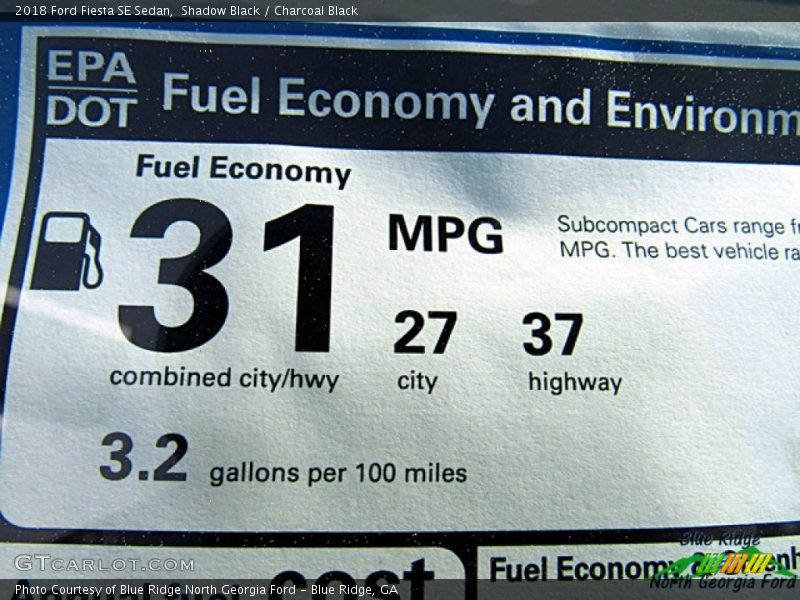 2018 Ford Fiesta SE Sedan,  Shadow Black / Charcoal Black
EPA
DOT
Fuel Economy and Environm
Fuel Economy
31
MPG
Subcompact Cars range fr
MPG. The best vehicle ra
27
37
combined city/hwy
city
highway
3.2 gallons per 100 miles
Fuel Economy
cost
GTCARLOT.COM
Blue Ridge
North Georgia Ford
Photo Courtesy of Blue Ridge North Georgia Ford – Blue Ridge, GA